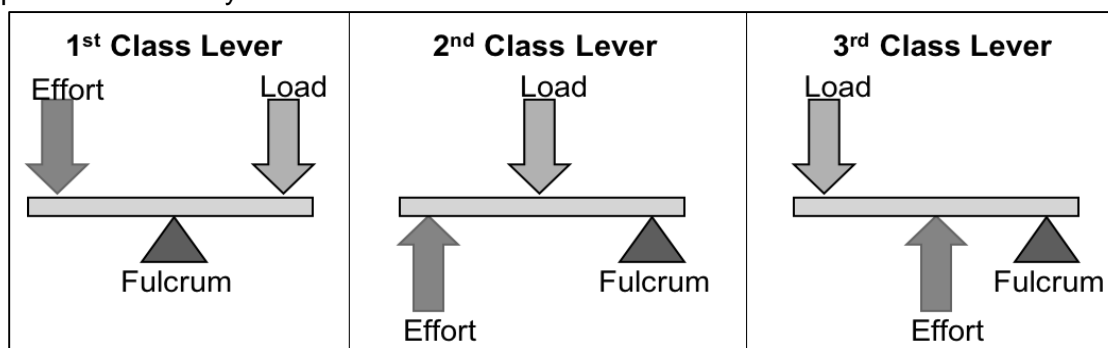 1st Class Lever
Effort
Load
Fulcrum
2nd Class Lever
Load
Fulcrum
Effort
3rd Class Lever
Load
Fulcrum
Effort